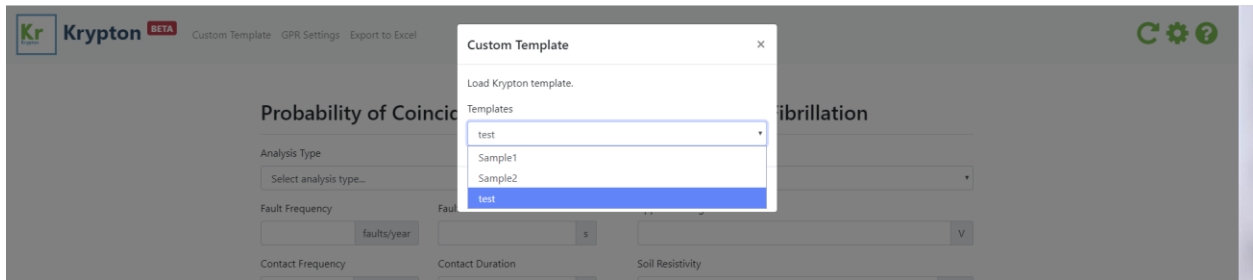 Kr
Krypton
Krypton BETA
Custom Template GPR Settings Export to Excel
Custom Template ×
Load Krypton template.
Templates
test
Sample1
Sample2
test
Probability of Coinci
ibrillation
Analysis Type
Select analysis type...
Fault Frequency
Faul
faults/year
s
V
Contact Frequency
Contact Duration
Soil Resistivity